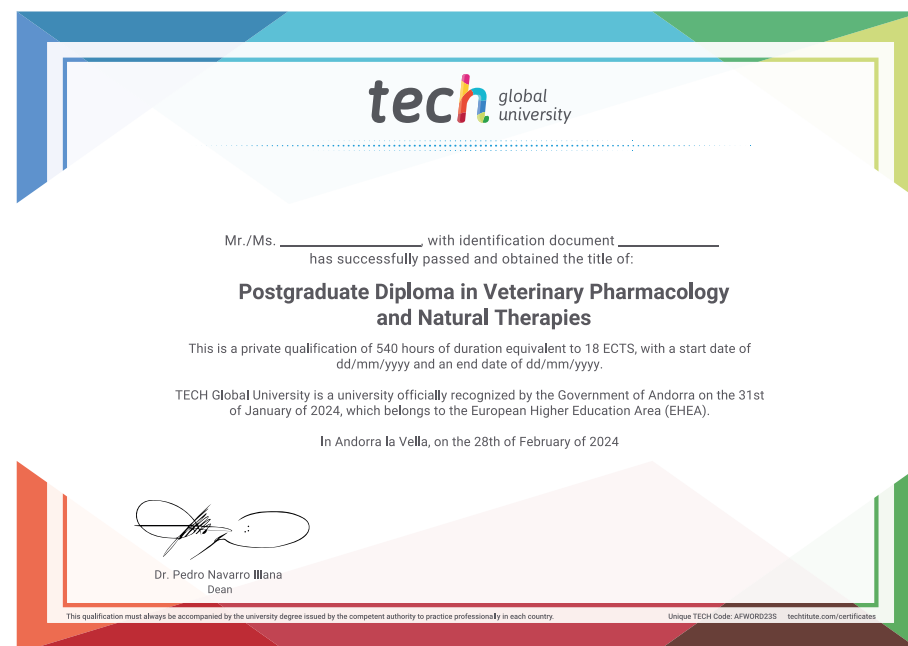 tech global university
Mr./Ms. ____________, with identification document ____________
has successfully passed and obtained the title of:
Postgraduate Diploma in Veterinary Pharmacology
and Natural Therapies
This is a private qualification of 540 hours of duration equivalent to 18 ECTS, with a start date of
dd/mm/yyyy and an end date of dd/mm/yyyy.
TECH Global University is a university officially recognized by the Government of Andorra on the 31st
of January of 2024, which belongs to the European Higher Education Area (EHEA).
In Andorra la Vella, on the 28th of February of 2024
Dr. Pedro Navarro Illana
Dean
This qualification must always be accompanied by the university degree issued by the competent authority to practice professionally in each country. Unique TECH Code: AFWORD23S techtitute.com/certificates